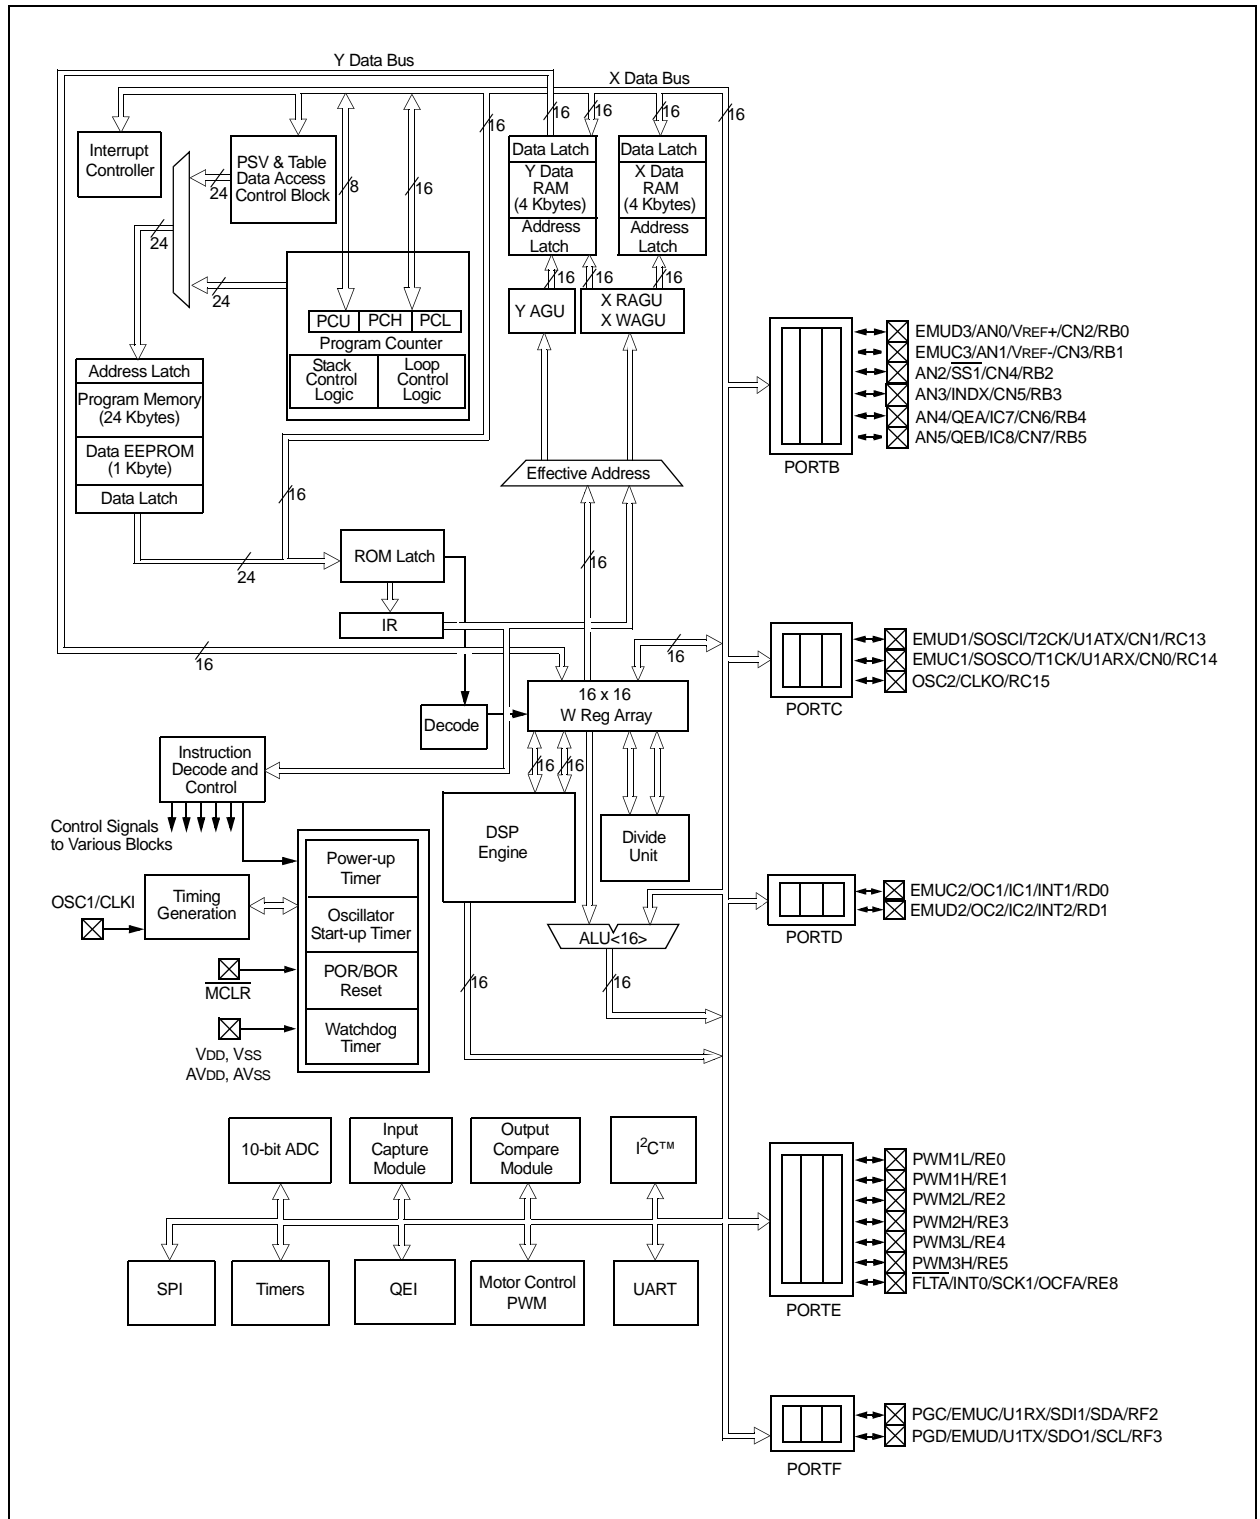 Y Data Bus
X Data Bus
16
16
16
16
16
Interrupt
Controller
PSV & Table
Data Access
Control Block
24
8
16
24
24
Data Latch
Y Data
RAM
(4 Kbytes)
Address
Latch
Data Latch
X Data
RAM
(4 Kbytes)
Address
Latch
16
16
16
Y AGU
X RAGU
X WAGU
PCU
PCH
PCL
Program Counter
Stack
Control
Logic
Loop
Control
Logic
Address Latch
Program Memory
(24 Kbytes)
Data EEPROM
(1 Kbyte)
Data Latch
Effective Address
16
24
16
ROM Latch
IR
16
16
16 x 16
W Reg Array
Decode
Instruction
Decode and
Control
16
16
Control Signals
to Various Blocks
DSP
Engine
Divide
Unit
Power-up
Timer
Oscillator
Start-up Timer
POR/BOR
Reset
Watchdog
Timer
OSC1/CLKI
Timing
Generation
MCLR
VDD, VSS
AVDD, AVSS
ALU<16>
16
16
10-bit ADC
Input
Capture
Module
Output
Compare
Module
I²C™
SPI
Timers
QEI
Motor Control
PWM
UART
EMUD3/AN0/VREF+/CN2/RB0
EMUC3/AN1/VREF-/CN3/RB1
AN2/SS1/CN4/RB2
AN3/INDX/CN5/RB3
AN4/QEA/IC7/CN6/RB4
AN5/QEB/IC8/CN7/RB5
PORTB
EMUD1/SOSCI/T2CK/U1ATX/CN1/RC13
EMUC1/SOSCO/T1CK/U1ARX/CN0/RC14
OSC2/CLKO/RC15
PORTC
EMUC2/OC1/IC1/INT1/RD0
EMUD2/OC2/IC2/INT2/RD1
PORTD
PWM1L/RE0
PWM1H/RE1
PWM2L/RE2
PWM2H/RE3
PWM3L/RE4
PWM3H/RE5
FLTA/INT0/SCK1/OCFA/RE8
PORTE
PGC/EMUC/U1RX/SDI1/SDA/RF2
PGD/EMUD/U1TX/SDO1/SCL/RF3
PORTF